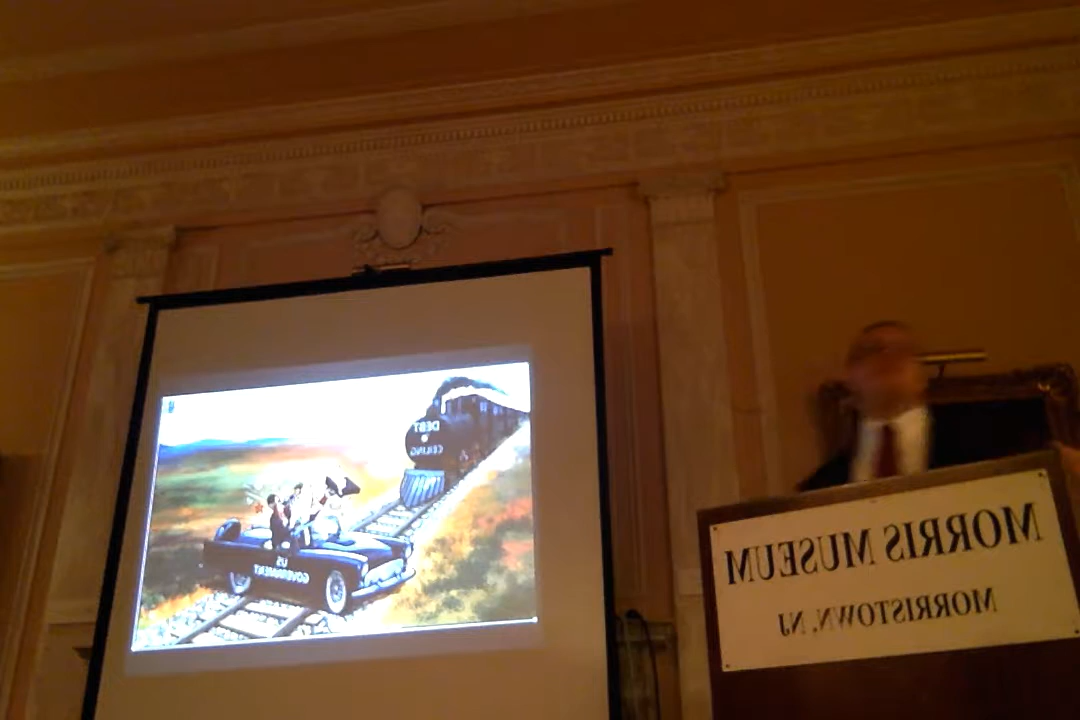 DEBT
CEILING
US
GOVERNMENT
MORRIS MUSEUM
MORRISTOWN, NJ